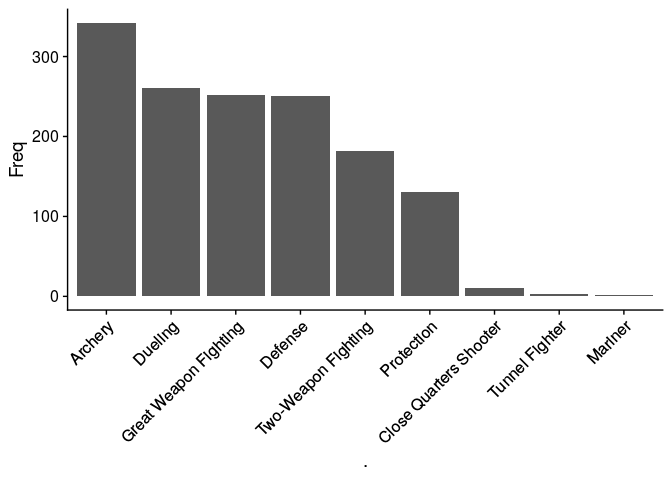 Freq
300
200
100
0
Archery
Dueling
Great Weapon Fighting
Defense
Two-Weapon Fighting
Protection
Close Quarters Shooter
Tunnel Fighter
Mariner
.